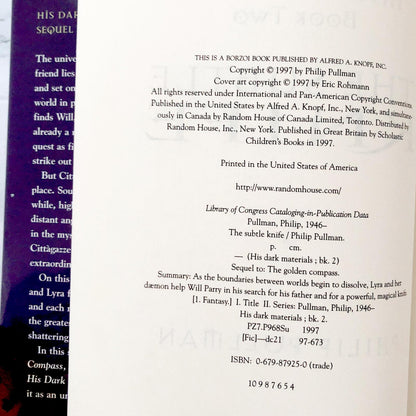 HIS DAR
SEQUEL
The unive
friend lies
and set on
world in p
finds Will
already a
quest as fi
strike out
But Citt
place. Sou
while, high
distant ang
in the mys
Cittàgazze
extraordin
On this
and Lyra f
and each
the greates
shattering
In this s
Compass,
His Dark
it as an un
BOOK TWO
THIS IS A BORZOI BOOK PUBLISHED BY ALFRED A. KNOPF, INC.
Copyright © 1997 by Philip Pullman
Cover art copyright © 1997 by Eric Rohmann
All rights reserved under International and Pan-American Copyright Conventions.
Published in the United States by Alfred A. Knopf, Inc., New York, and simultane-
ously in Canada by Random House of Canada Limited, Toronto. Distributed by
Random House, Inc., New York. Published in Great Britain by Scholastic
Children's Books in 1997.
Printed in the United States of America
http://www.randomhouse.com/
Library of Congress Cataloging-in-Publication Data
Pullman, Philip, 1946–
The subtle knife / Philip Pullman.
p. cm.
— (His dark materials ; bk. 2)
Sequel to: The golden compass.
Summary: As the boundaries between worlds begin to dissolve, Lyra and her
dæmon help Will Parry in his search for his father and for a powerful, magical knife.
[1. Fantasy.] I. Title II. Series: Pullman, Philip, 1946–
His dark materials ; bk. 2.
PZ7.P968Su 1997
[Fic]—dc21 97-673
ISBN: 0-679-87925-0 (trade)
10 9 8 7 6 5 4